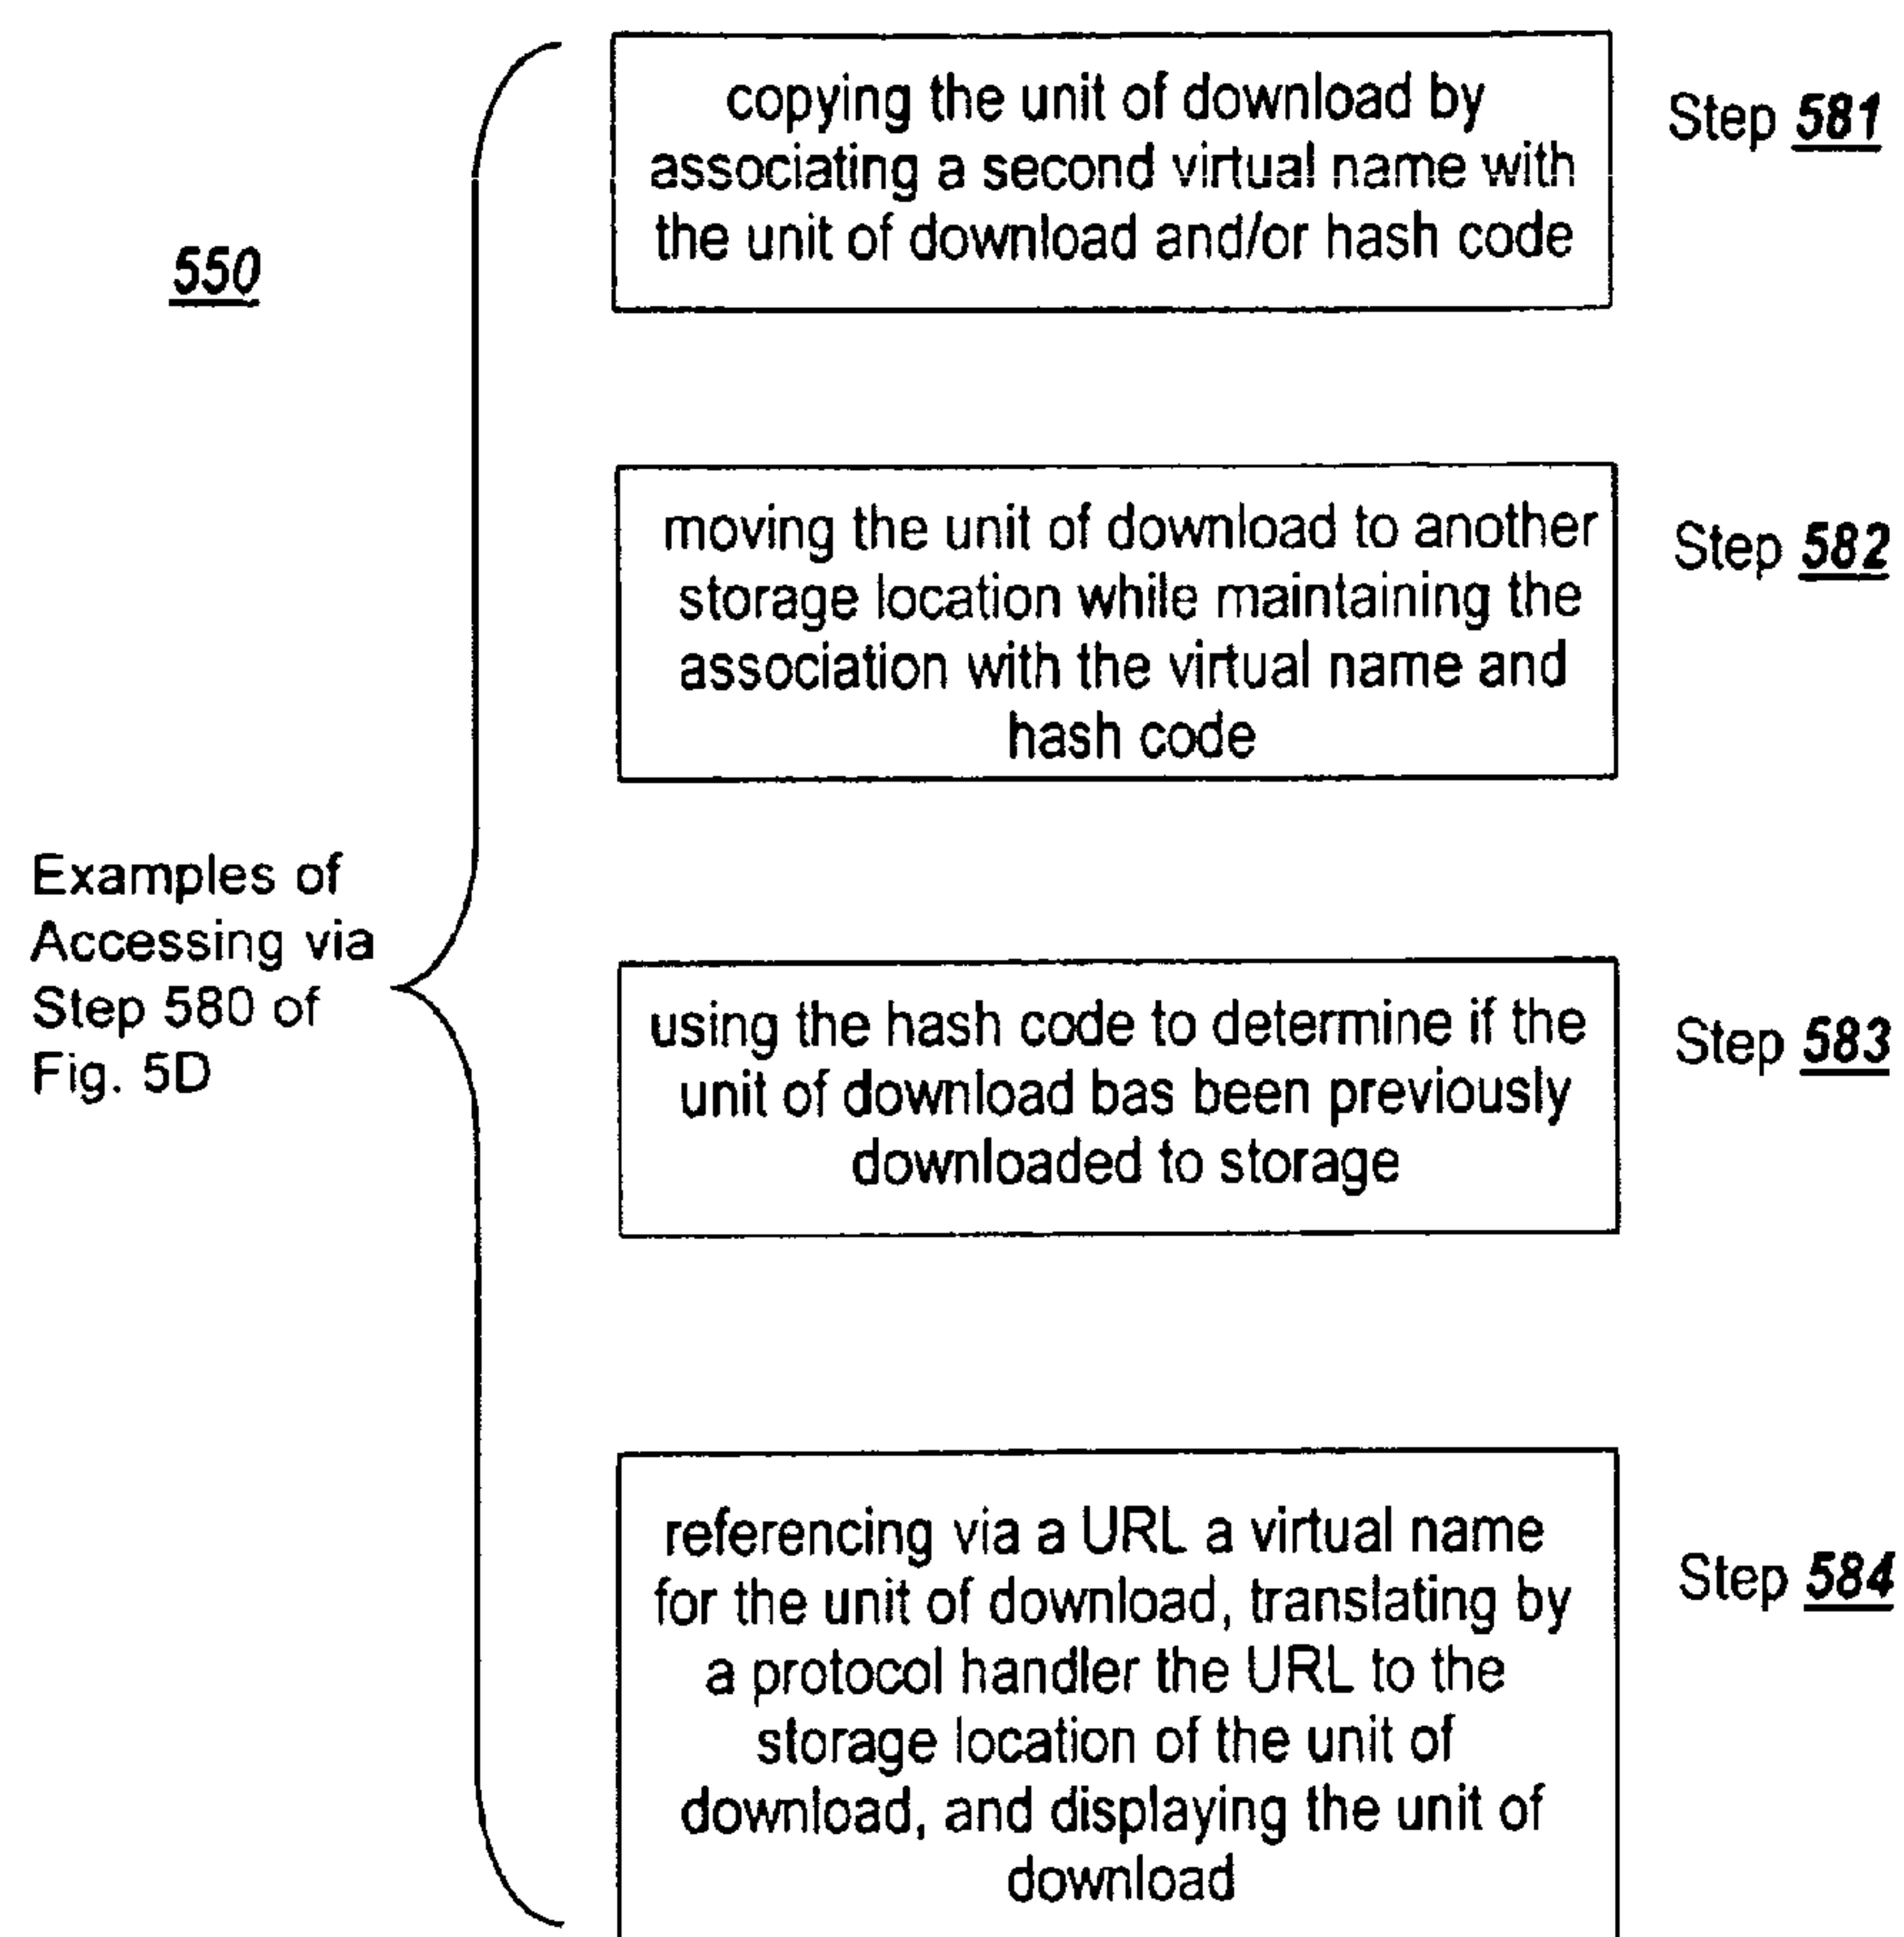 550
Examples of
Accessing via
Step 580 of
Fig. 5D
copying the unit of download by
associating a second virtual name with
the unit of download and/or hash code
Step 581
moving the unit of download to another
storage location while maintaining the
association with the virtual name and
hash code
Step 582
using the hash code to determine if the
unit of download bas been previously
downloaded to storage
Step 583
referencing via a URL a virtual name
for the unit of download, translating by
a protocol handler the URL to the
storage location of the unit of
download, and displaying the unit of
download
Step 584